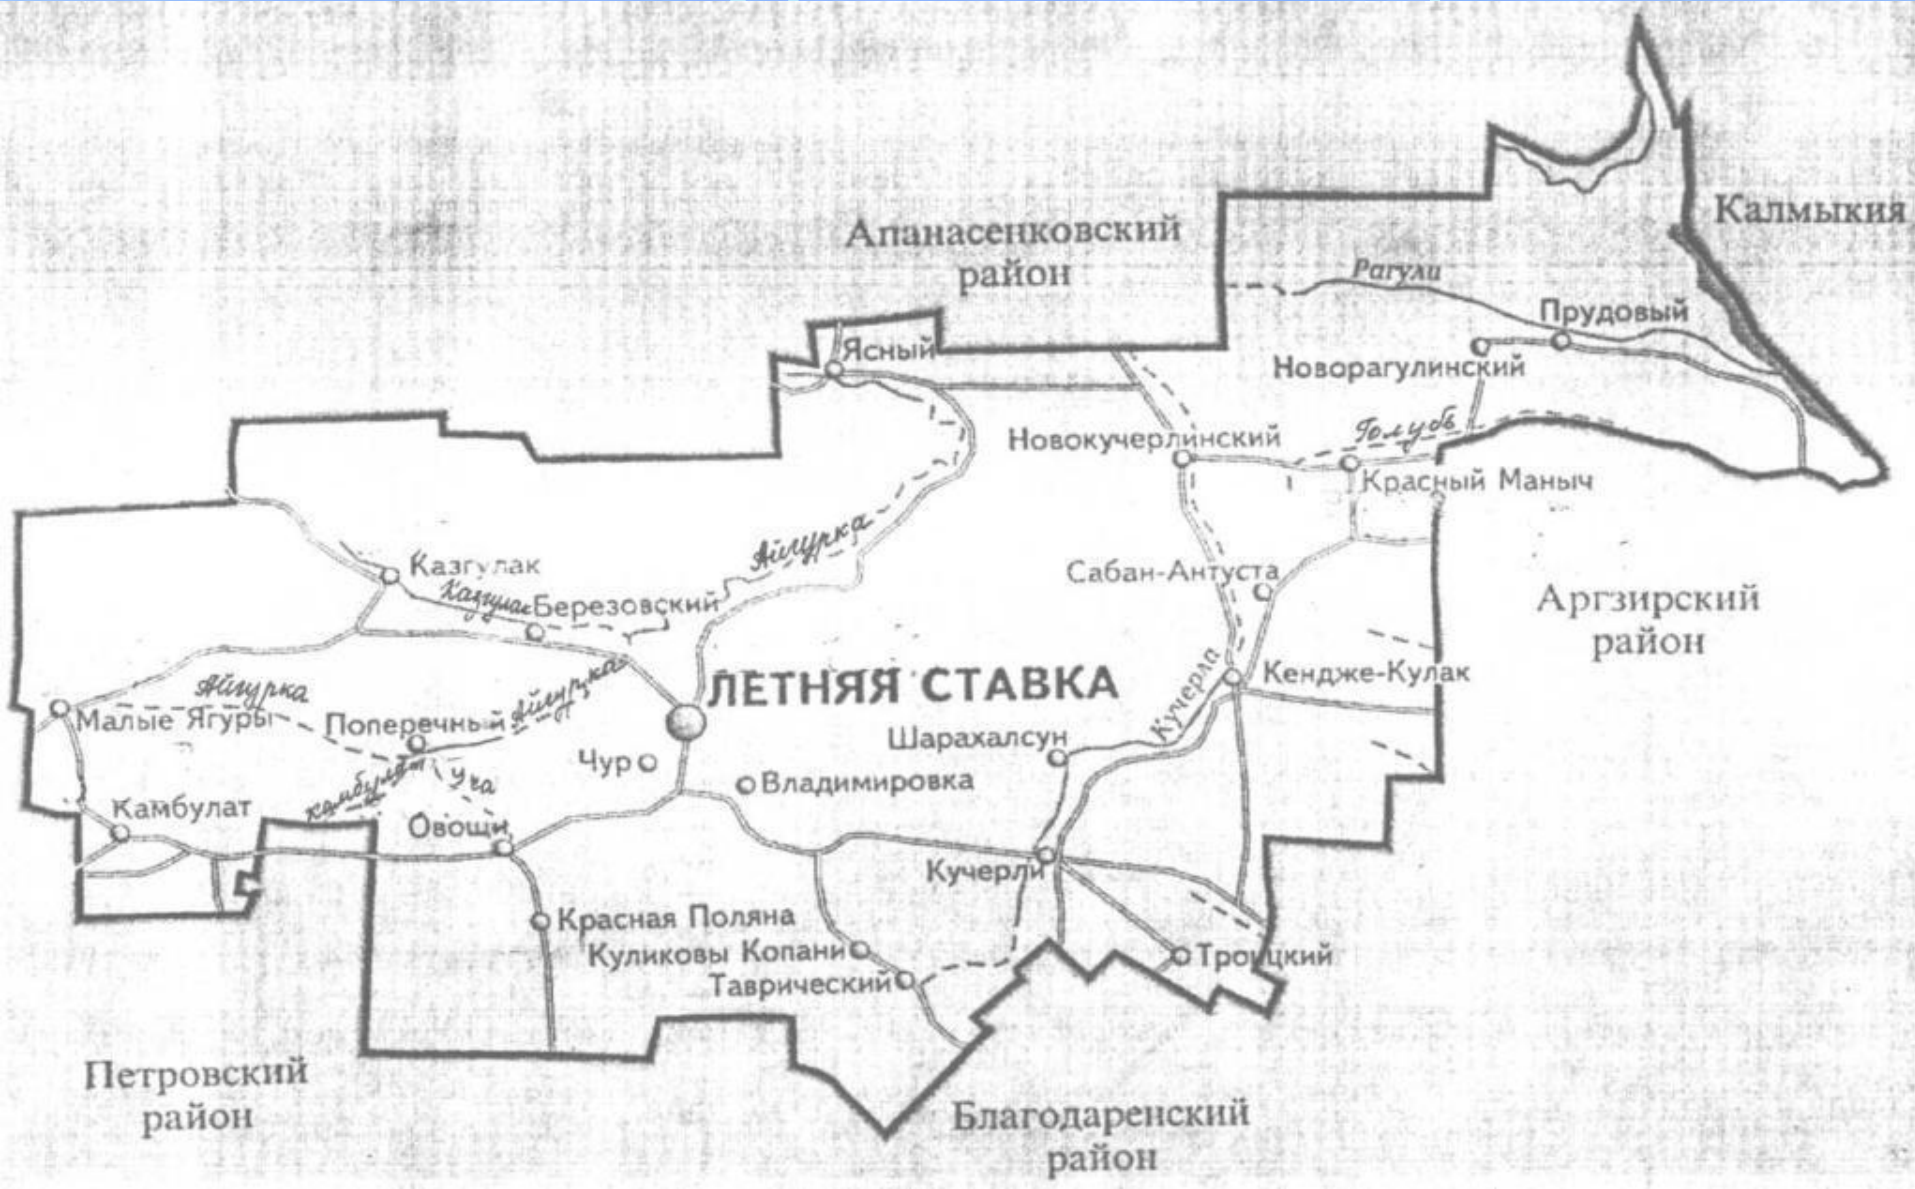 Калмыкия
Апанасенковский
район
Рагули
Прудовый
Ясный
Новорагулинский
Голубь
Новокучерлинский
Красный Маныч
Айгурка
Казгулак
Сабан-Антуста
Казгулак
Березовский
Аргзирский
район
Кучерла
Кендже-Кулак
Айгурка
Айгурка
ЛЕТНЯЯ СТАВКА
Малые Ягуры
Поперечный
Шарахалсун
Чур
Владимировка
Камбулат
Уча
Камбулат
Овощи
Кучерли
Красная Поляна
Куликовы Копани
Троицкий
Таврический
Петровский
район
Благодаренский
район